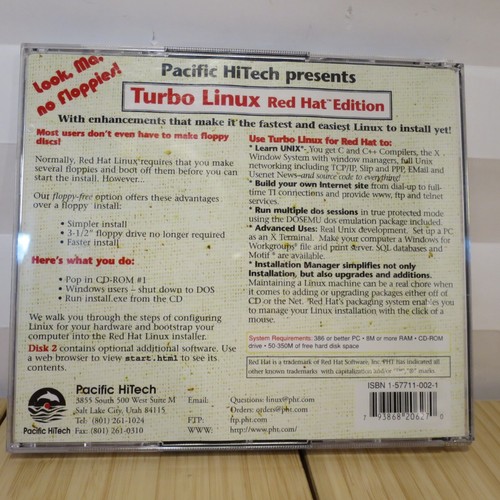 Look, Ma,
no floppies!
Pacific HiTech presents
Turbo Linux Red Hat™ Edition
With enhancements that make it the fastest and easiest Linux to install yet!
Most users don't even have to make floppy
discs!
Normally, Red Hat Linux requires that you make
several floppies and boot off them before you can
start the install. However...
Our floppy-free option offers these advantages
over a floppy install:
• Simpler install
• 3-1/2" floppy drive no longer required
• Faster install
Here's what you do:
• Pop in CD-ROM #1
• Windows users – shut down to DOS
• Run install.exe from the CD
We walk you through the steps of configuring
Linux for your hardware and bootstrap your
computer into the Red Hat Linux installer.
Disk 2 contains optional additional software. Use
a web browser to view start.html to see its
contents.
Use Turbo Linux for Red Hat to:
* Learn UNIX*- You get C and C++ Compilers, the X
Window System with window managers, full Unix
networking including TCP/IP, Slip and PPP, EMail and
Usenet News–and source code to everything!
* Build your own Internet site from dial-up to full-
time T1 connections and provide www, ftp and telnet
services.
* Run multiple dos sessions in true protected mode
using the DOSEMU dos emulation package included.
* Advanced Uses: Real Unix development. Set up a PC
as an X Terminal. Make your computer a Windows for
Workgroups* file and print server. SQL databases and
Motif * are available.
* Installation Manager simplifies not only
Installation, but also upgrades and additions.
Maintaining a Linux machine can be a real chore when
it comes to adding or upgrading packages either off of
CD or the Net. *Red Hat's packaging system enables you
to manage your Linux installation with the click of a
mouse.
System Requirements: 386 or better PC • 8M of more RAM • CD-ROM
drive • 50-350M of free hard disk space
Red Hat is a trademark of Red Hat Software, Inc. PHT has indicated all
other known trademarks with capitalization and/or "*" marks.
ISBN 1-57711-002-1
7 93868 20627 6
Pacific HiTech
Pacific HiTech
3855 South 500 West Suite M
Salt Lake City, Utah 84115
Tel: (801) 261-1024
Fax: (801) 261-0310
Email: Questions: linux@pht.com
Orders: orders@pht.com
FTP: ftp.pht.com
WWW: http://www.pht.com/